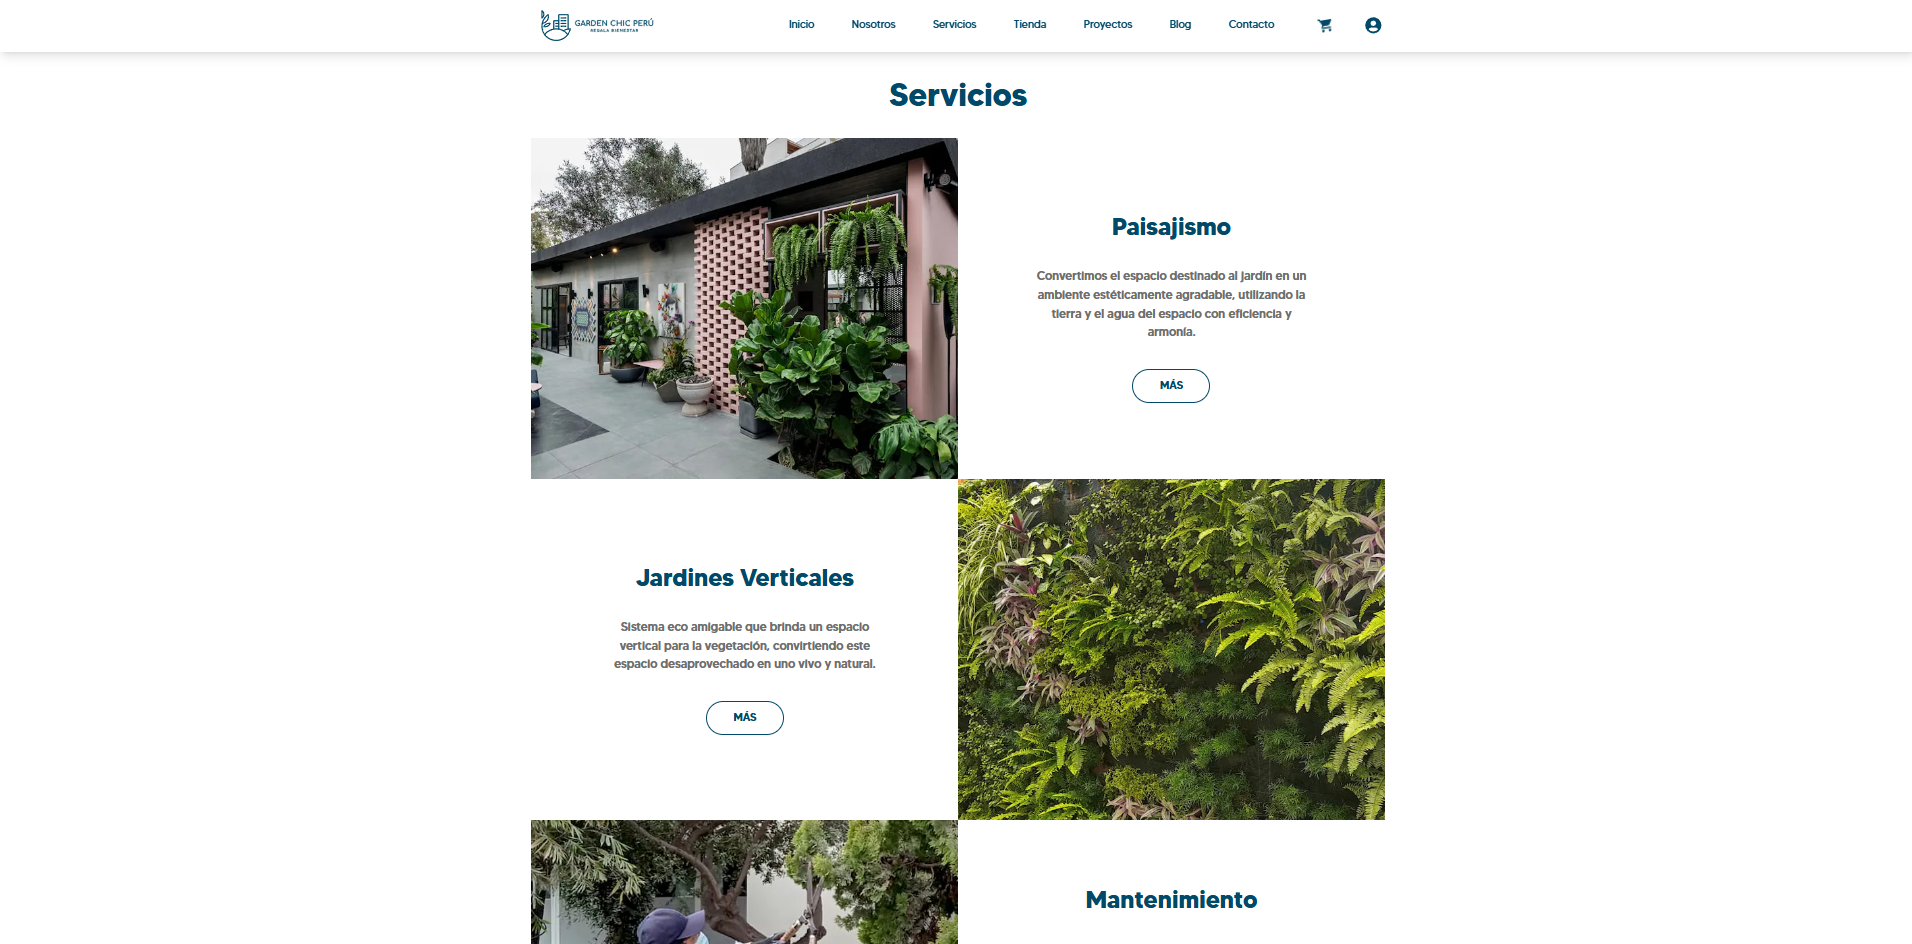 GARDEN CHIC PERÚ
REGALA BIENESTAR
Inicio
Nosotros
Servicios
Tienda
Proyectos
Blog
Contacto
Servicios
Paisajismo
Convertimos el espacio destinado al jardín en un
ambiente estéticamente agradable, utilizando la
tierra y el agua del espacio con eficiencia y
armonía.
MÁS
Jardines Verticales
Sistema eco amigable que brinda un espacio
vertical para la vegetación, convirtiendo este
espacio desaprovechado en uno vivo y natural.
MÁS
Mantenimiento